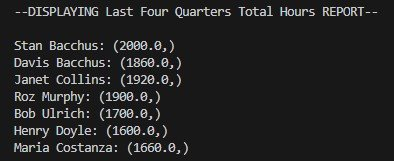 --DISPLAYING Last Four Quarters Total Hours REPORT--
Stan Bacchus: (2000.0,)
Davis Bacchus: (1860.0,)
Janet Collins: (1920.0,)
Roz Murphy: (1900.0,)
Bob Ulrich: (1700.0,)
Henry Doyle: (1600.0,)
Maria Costanza: (1660.0,)